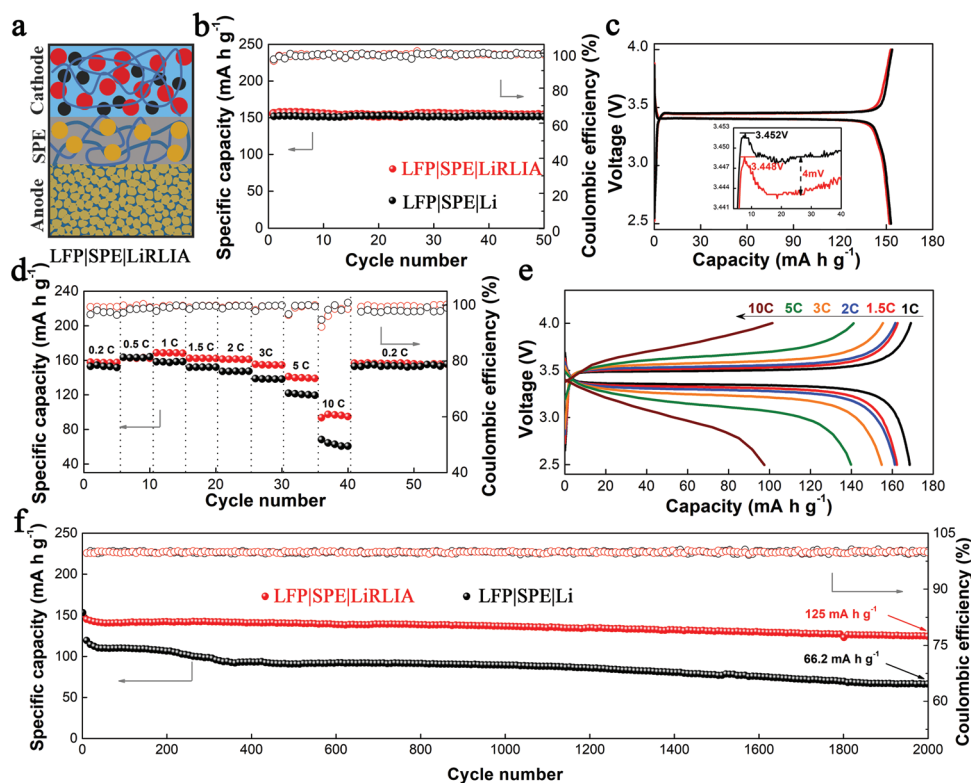 a
Cathode
SPE
Anode
LFP|SPE|LiRLIA
b
Specific capacity (mA h g-1)
250
200
150
100
50
0
0 10 20 30 40 50
Cycle number
100
80
60
40
20
0
Coulombic efficiency (%)
LFP|SPE|LiRLIA
LFP|SPE|Li
c
Voltage (V)
4.0
3.5
3.0
2.5
0 30 60 90 120 150 180
Capacity (mA h g-1)
3.453
3.450
3.447
3.444
3.441
3.452V
3.448V
4mV
0 10 20 30 40
d
Specific capacity (mA h g-1)
240
200
160
120
80
40
0 10 20 30 40 50
Cycle number
100
80
60
40
Coulombic efficiency (%)
0.2 C 0.5 C 1 C 1.5 C 2 C 3C 5 C 10 C 0.2 C
e
Voltage (V)
4.0
3.5
3.0
2.5
10C 5C 3C 2C 1.5C 1C
0 20 40 60 80 100 120 140 160 180
Capacity (mA h g-1)
f
Specific capacity (mA h g-1)
250
200
150
100
50
0
0 200 400 600 800 1000 1200 1400 1600 1800 2000
Cycle number
105
90
75
60
Coulombic efficiency (%)
LFP|SPE|LiRLIA LFP|SPE|Li
125 mA h g-1
66.2 mA h g-1